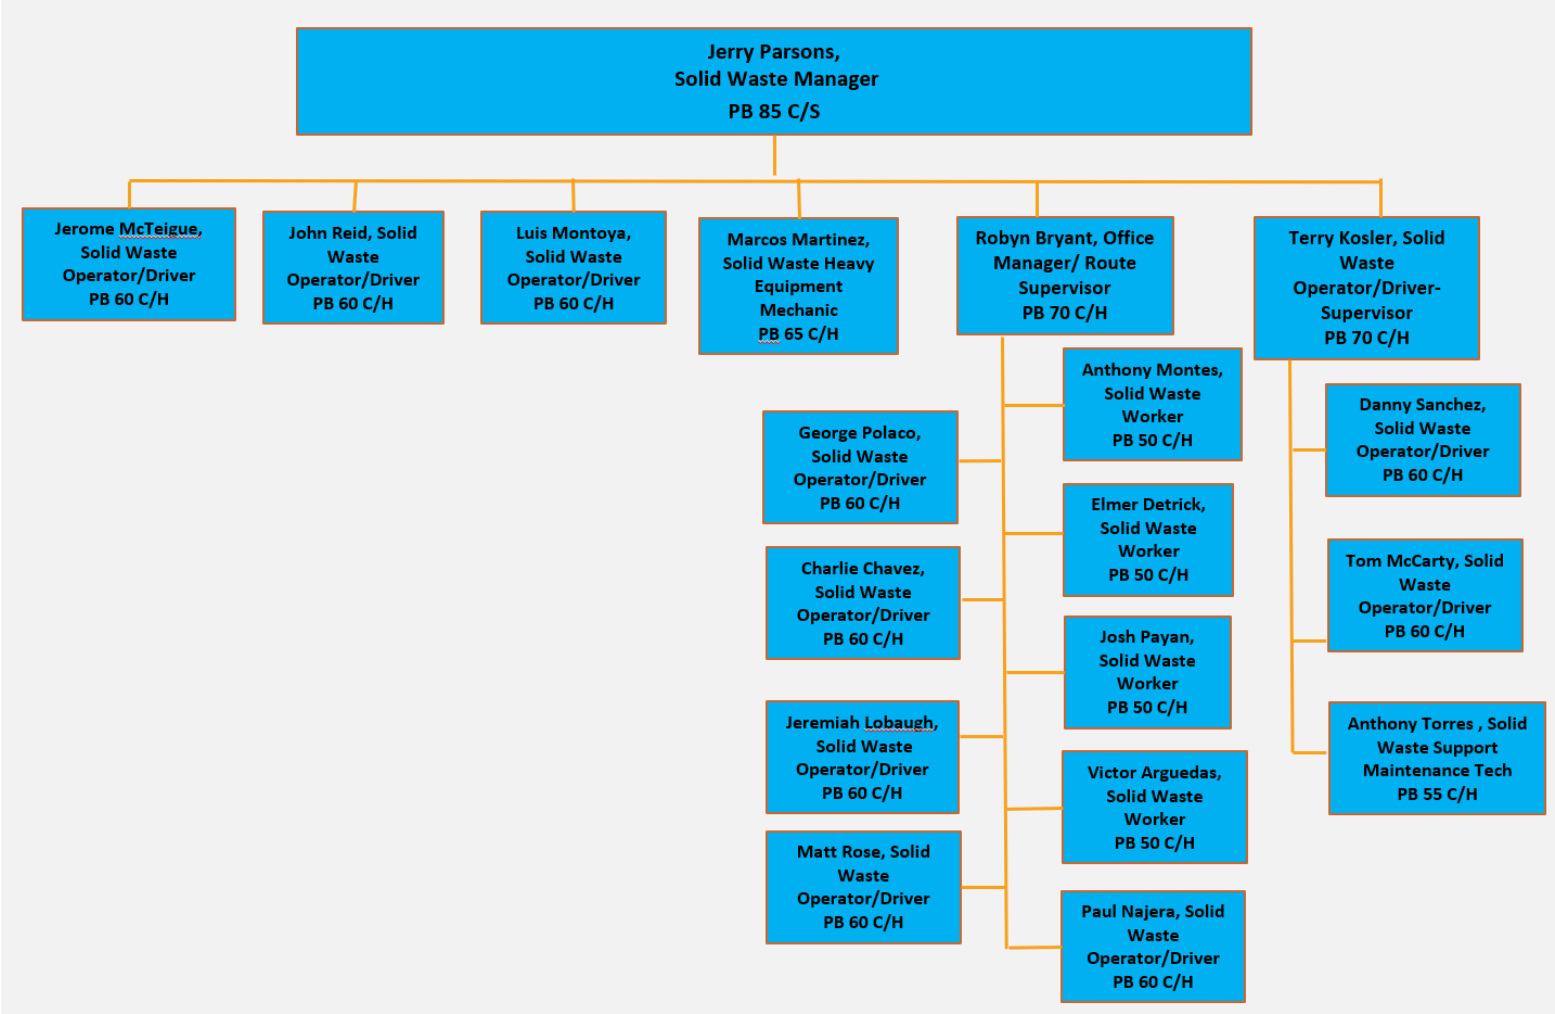 Jerry Parsons,
Solid Waste Manager
PB 85 C/S
Jerome McTeigue,
Solid Waste
Operator/Driver
PB 60 C/H
John Reid, Solid
Waste
Operator/Driver
PB 60 C/H
Luis Montoya,
Solid Waste
Operator/Driver
PB 60 C/H
Marcos Martinez,
Solid Waste Heavy
Equipment
Mechanic
PB 65 C/H
Robyn Bryant, Office
Manager/ Route
Supervisor
PB 70 C/H
Terry Kosler, Solid
Waste
Operator/Driver-
Supervisor
PB 70 C/H
George Polaco,
Solid Waste
Operator/Driver
PB 60 C/H
Charlie Chavez,
Solid Waste
Operator/Driver
PB 60 C/H
Jeremiah Lobaugh,
Solid Waste
Operator/Driver
PB 60 C/H
Matt Rose, Solid
Waste
Operator/Driver
PB 60 C/H
Anthony Montes,
Solid Waste
Worker
PB 50 C/H
Elmer Detrick,
Solid Waste
Worker
PB 50 C/H
Josh Payan,
Solid Waste
Worker
PB 50 C/H
Victor Arguedas,
Solid Waste
Worker
PB 50 C/H
Paul Najera, Solid
Waste
Operator/Driver
PB 60 C/H
Danny Sanchez,
Solid Waste
Operator/Driver
PB 60 C/H
Tom McCarty, Solid
Waste
Operator/Driver
PB 60 C/H
Anthony Torres , Solid
Waste Support
Maintenance Tech
PB 55 C/H